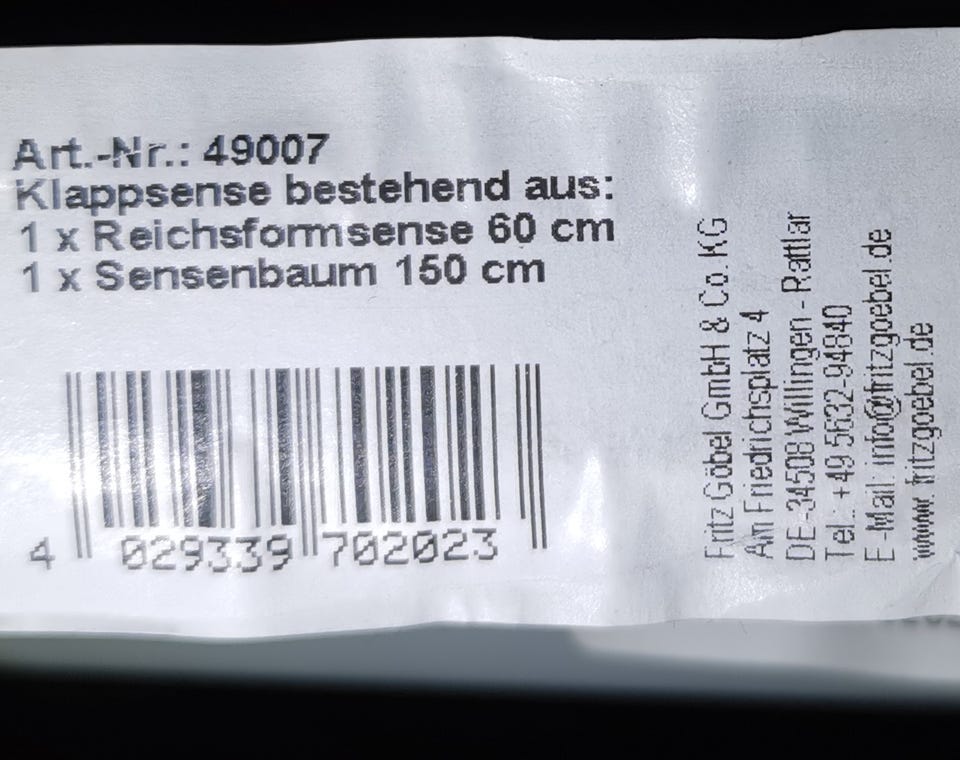 Art.-Nr.: 49007
Klappsense bestehend aus:
1 x Reichsformsense 60 cm
1 x Sensenbaum 150 cm
4 029339 702023
Fritz Göbel GmbH & Co. KG
Am Friedrichsplatz 4
DE-34508 Willingen - Rattlar
Tel.: +49 5632-94840
E-Mail: info@fritzgoebel.de
www.fritzgoebel.de